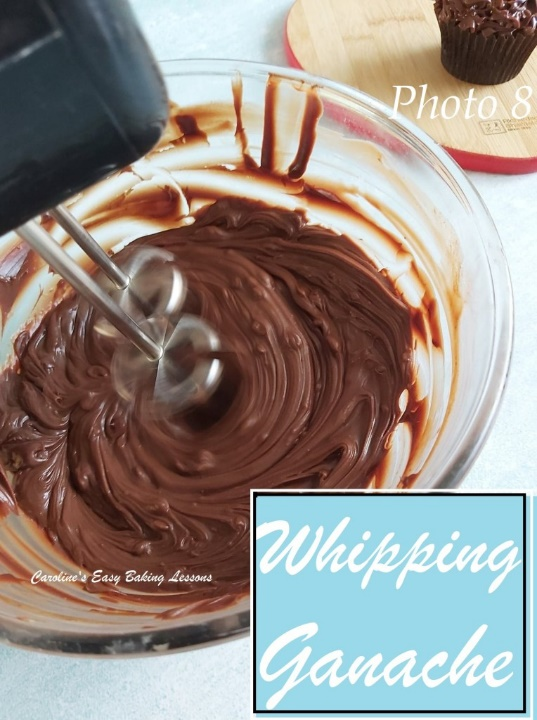 Photo 8
Caroline's Easy Baking Lessons
Whipping
Ganache